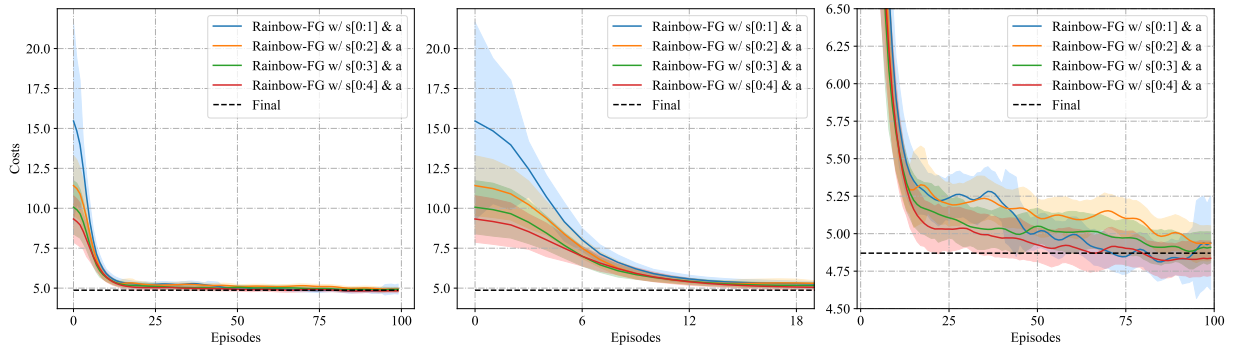 Costs
20.0
17.5
15.0
12.5
10.0
7.5
5.0
0
25
50
75
100
Episodes
Rainbow-FG w/ s[0:1] & a
Rainbow-FG w/ s[0:2] & a
Rainbow-FG w/ s[0:3] & a
Rainbow-FG w/ s[0:4] & a
Final
20.0
17.5
15.0
12.5
10.0
7.5
5.0
0
6
12
18
Episodes
Rainbow-FG w/ s[0:1] & a
Rainbow-FG w/ s[0:2] & a
Rainbow-FG w/ s[0:3] & a
Rainbow-FG w/ s[0:4] & a
Final
6.50
6.25
6.00
5.75
5.50
5.25
5.00
4.75
4.50
0
25
50
75
100
Episodes
Rainbow-FG w/ s[0:1] & a
Rainbow-FG w/ s[0:2] & a
Rainbow-FG w/ s[0:3] & a
Rainbow-FG w/ s[0:4] & a
Final